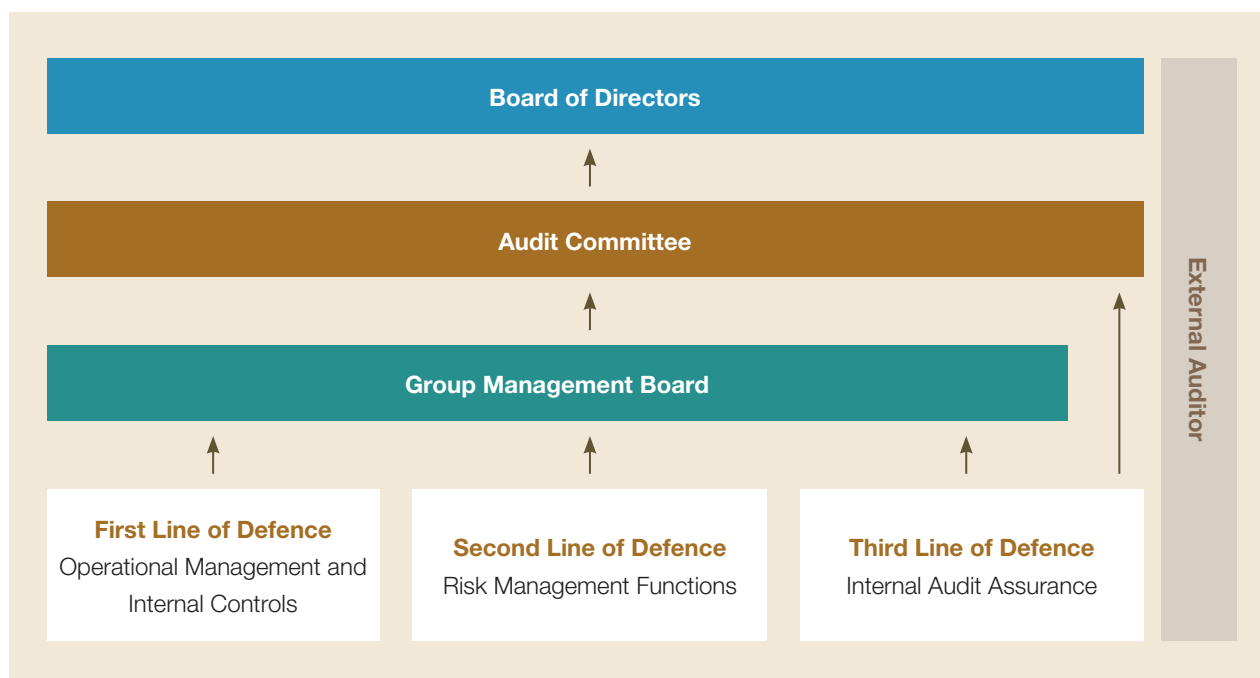 Board of Directors
Audit Committee
Group Management Board
First Line of Defence
Operational Management and
Internal Controls
Second Line of Defence
Risk Management Functions
Third Line of Defence
Internal Audit Assurance
External Auditor